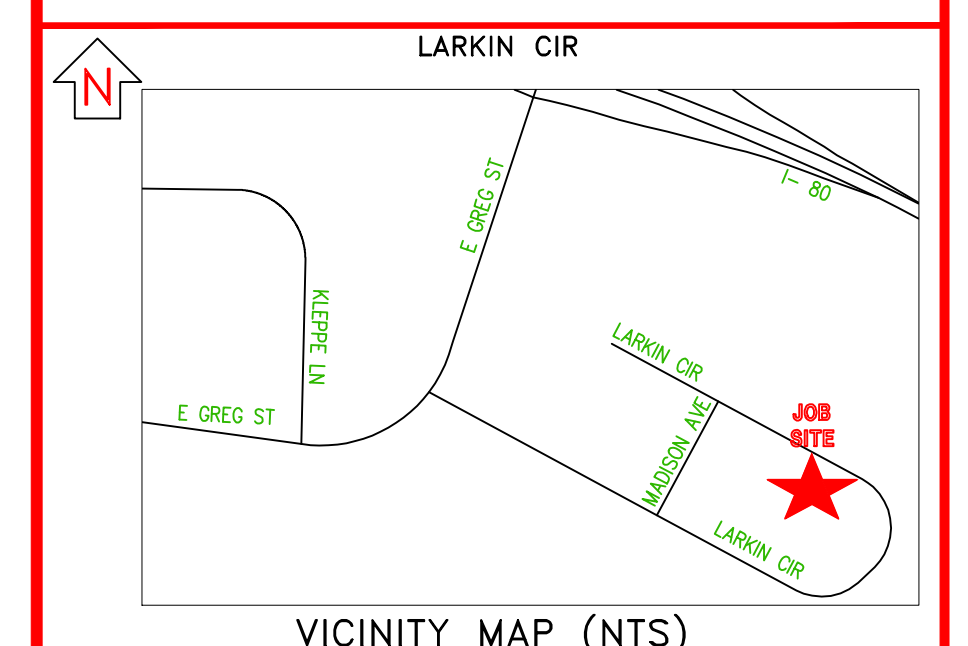 LARKIN CIR
N
E GREG ST
I- 80
KLEPPE LN
LARKIN CIR
E GREG ST
MADISON AVE
JOB
SITE
LARKIN CIR
VICINITY MAP (NTS)